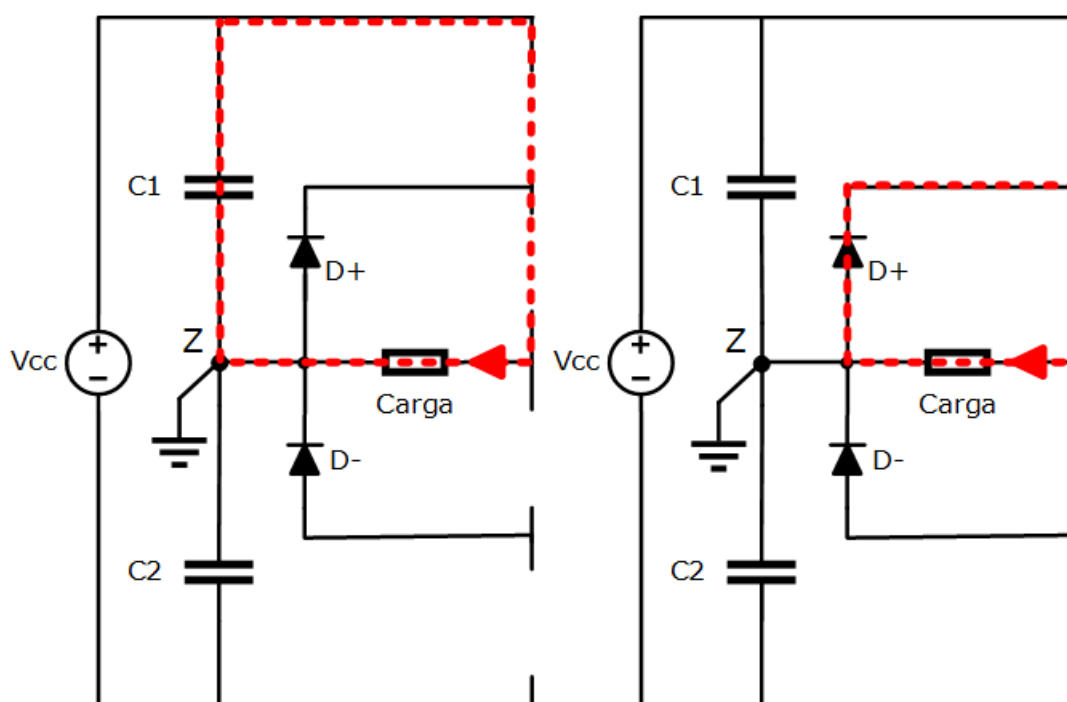 C1
D+
Z
Vcc
+
−
Carga
D-
C2
C1
D+
Z
Vcc
+
−
Carga
D-
C2